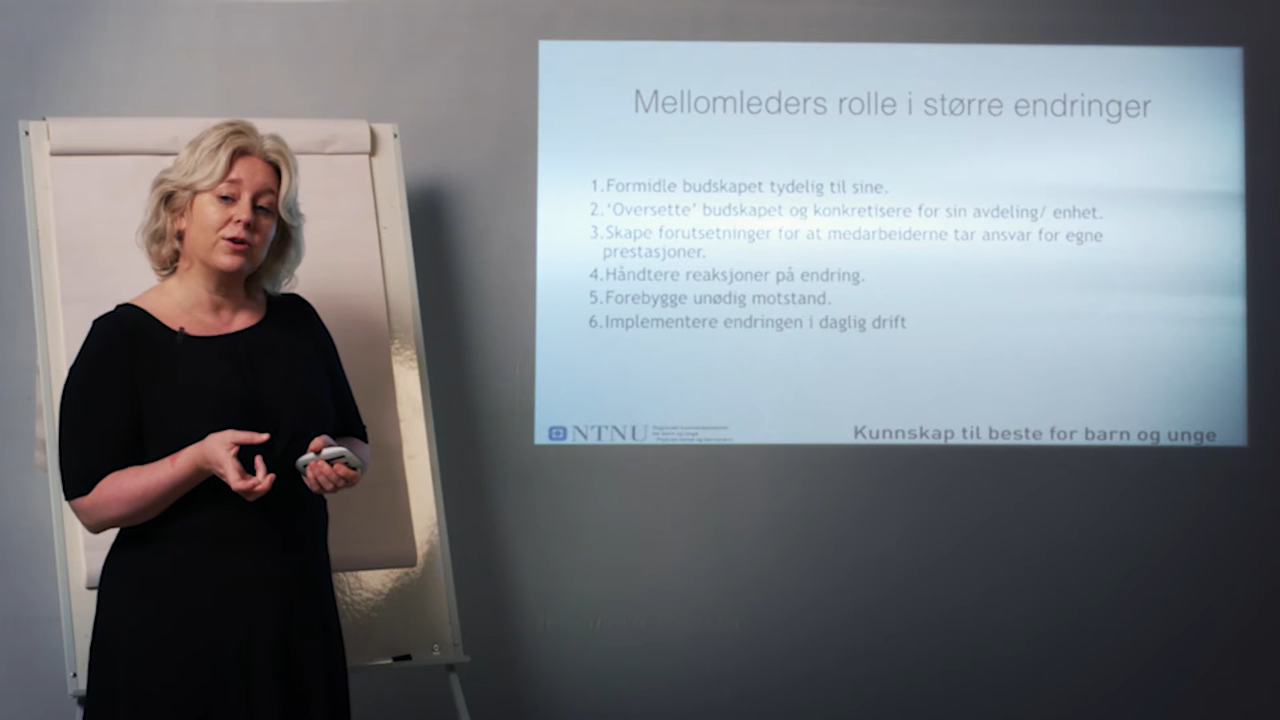 Mellomleders rolle i større endringer
1.Formidle budskapet tydelig til sine.
2.‘Oversette’ budskapet og konkretisere for sin avdeling/ enhet.
3.Skape forutsetninger for at medarbeiderne tar ansvar for egne
prestasjoner.
4.Håndtere reaksjoner på endring.
5.Forebygge unødig motstand.
6.Implementere endringen i daglig drift
NTNU
Kunnskap til beste for barn og unge